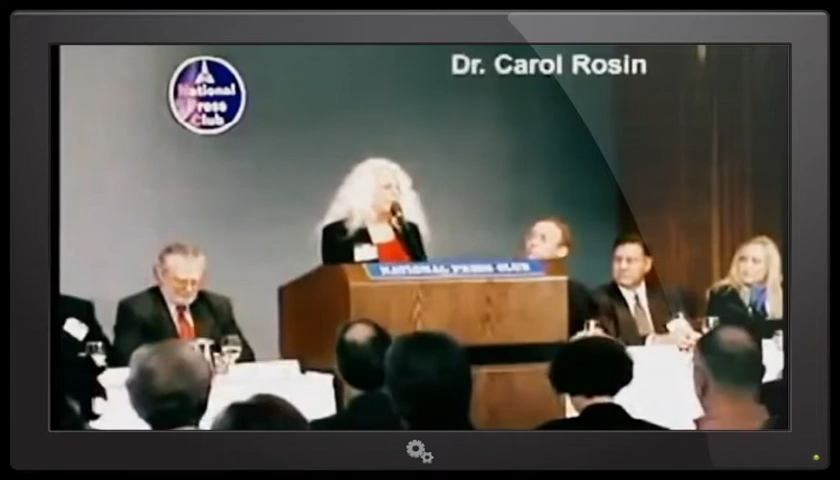 Dr. Carol Rosin
National
Press
Club
NATIONAL PRESS CLUB